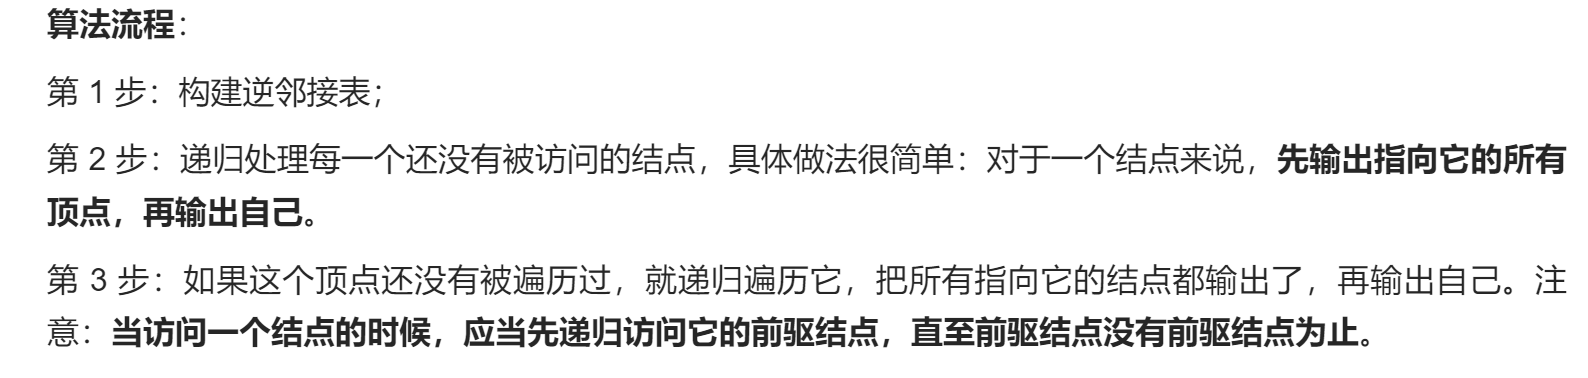 算法流程：
第 1 步：构建逆邻接表；
第 2 步：递归处理每一个还没有被访问的结点，具体做法很简单：对于一个结点来说，先输出指向它的所有
顶点，再输出自己。
第 3 步：如果这个顶点还没有被遍历过，就递归遍历它，把所有指向它的结点都输出了，再输出自己。注
意：当访问一个结点的时候，应当先递归访问它的前驱结点，直至前驱结点没有前驱结点为止。